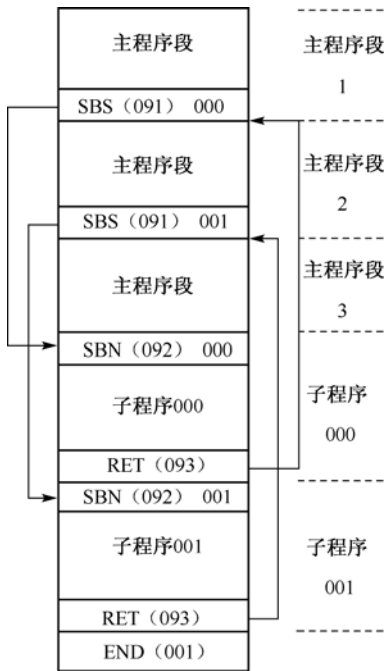 主程序段
SBS（091） 000
主程序段
SBS（091） 001
主程序段
SBN（092） 000
子程序000
RET（093）
SBN（092） 001
子程序001
RET（093）
END（001）
主程序段
1
主程序段
2
主程序段
3
子程序
000
子程序
001